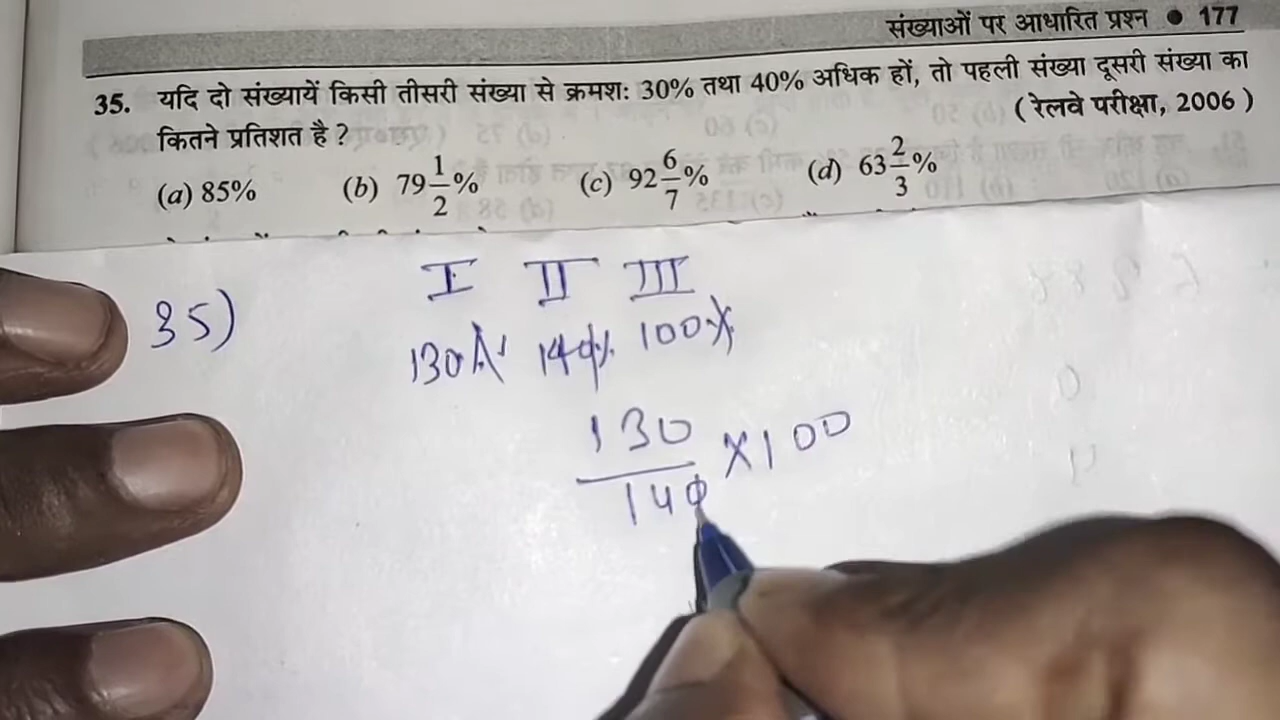 संख्याओं पर आधारित प्रश्न ● 177
35. यदि दो संख्यायें किसी तीसरी संख्या से क्रमशः 30% तथा 40% अधिक हों, तो पहली संख्या दूसरी संख्या का
कितने प्रतिशत है ? ( रेलवे परीक्षा, 2006 )
(a) 85% (b) 79 1/2% (c) 92 6/7% (d) 63 2/3%
35) I II III
130% 140% 100%
130/140 × 100